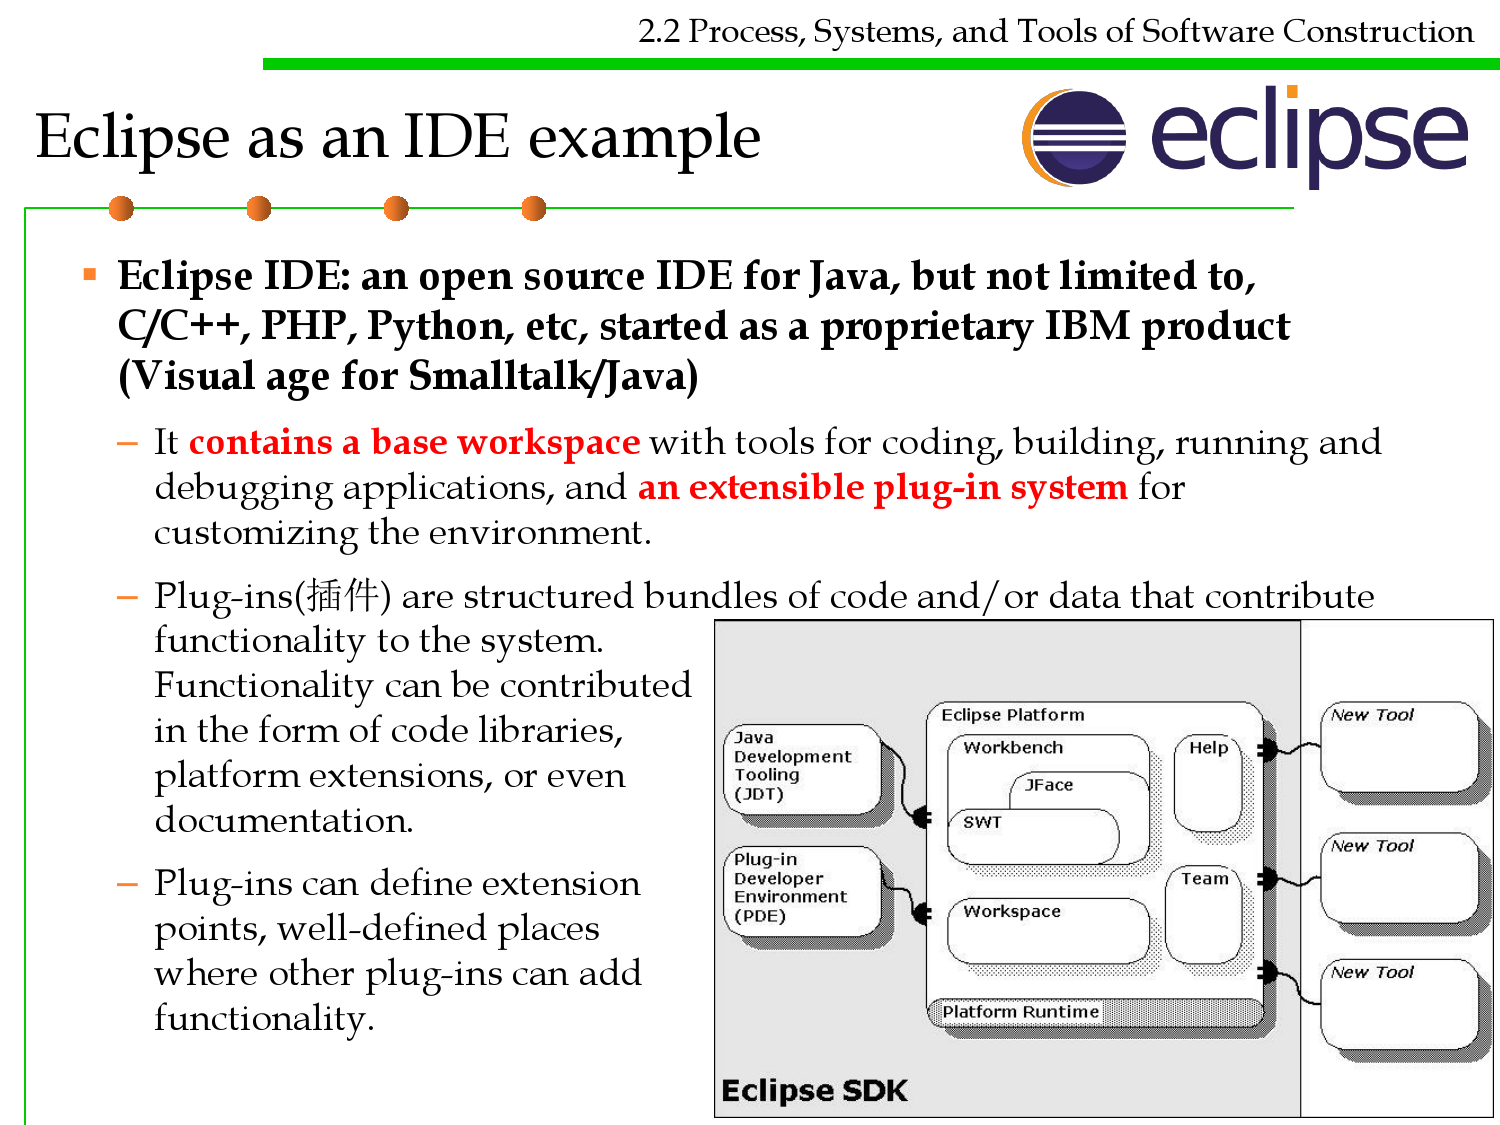 2.2 Process, Systems, and Tools of Software Construction
Eclipse as an IDE example
eclipse
▪ Eclipse IDE: an open source IDE for Java, but not limited to,
C/C++, PHP, Python, etc, started as a proprietary IBM product
(Visual age for Smalltalk/Java)
– It contains a base workspace with tools for coding, building, running and
debugging applications, and an extensible plug-in system for
customizing the environment.
– Plug-ins(插件) are structured bundles of code and/or data that contribute
functionality to the system.
Functionality can be contributed
in the form of code libraries,
platform extensions, or even
documentation.
– Plug-ins can define extension
points, well-defined places
where other plug-ins can add
functionality.
Java
Development
Tooling
(JDT)
Plug-in
Developer
Environment
(PDE)
Eclipse Platform
Workbench
JFace
SWT
Workspace
Help
Team
Platform Runtime
New Tool
New Tool
New Tool
Eclipse SDK